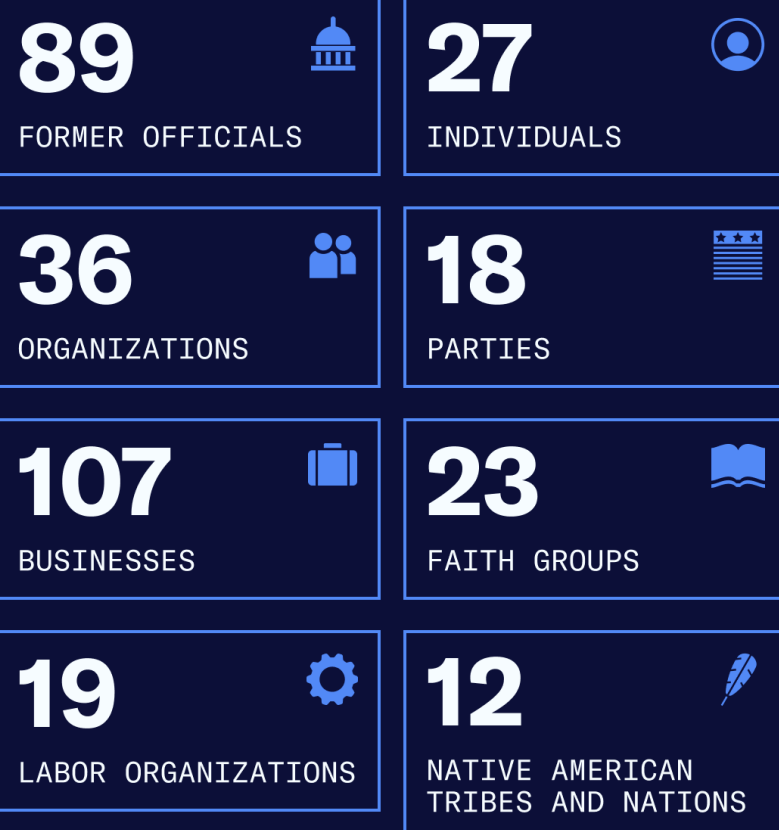 89
FORMER OFFICIALS
27
INDIVIDUALS
36
ORGANIZATIONS
18
PARTIES
107
BUSINESSES
23
FAITH GROUPS
19
LABOR ORGANIZATIONS
12
NATIVE AMERICAN
TRIBES AND NATIONS